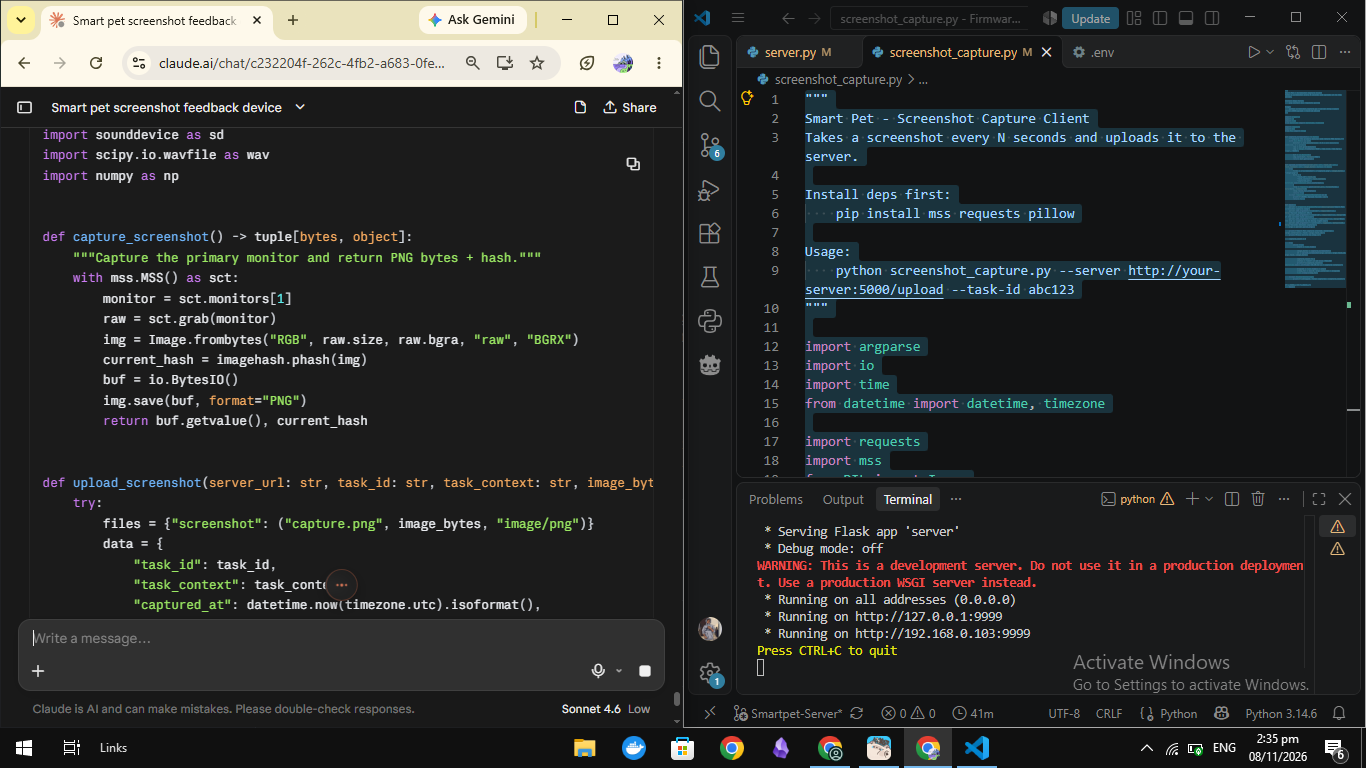 Smart pet screenshot feedback
Ask Gemini
claude.ai/chat/c232204f-262c-4fb2-a683-0fe...
Smart pet screenshot feedback device
Share
import sounddevice as sd
import scipy.io.wavfile as wav
import numpy as np
def capture_screenshot() -> tuple[bytes, object]:
"""Capture the primary monitor and return PNG bytes + hash."""
with mss.MSS() as sct:
monitor = sct.monitors[1]
raw = sct.grab(monitor)
img = Image.frombytes("RGB", raw.size, raw.bgra, "raw", "BGRX")
current_hash = imagehash.phash(img)
buf = io.BytesIO()
img.save(buf, format="PNG")
return buf.getvalue(), current_hash
def upload_screenshot(server_url: str, task_id: str, task_context: str, image_byt
try:
files = {"screenshot": ("capture.png", image_bytes, "image/png")}
data = {
"task_id": task_id,
"task_context": task_conte
"captured_at": datetime.now(timezone.utc).isoformat(),
Write a message...
Claude is AI and can make mistakes. Please double-check responses.
Sonnet 4.6 Low
screenshot_capture.py - Firmwar...
Update
server.py M
screenshot_capture.py M
.env
screenshot_capture.py > ...
1 """
2 Smart Pet - Screenshot Capture Client
3 Takes a screenshot every N seconds and uploads it to the
server.
4
5 Install deps first:
6 pip install mss requests pillow
7
8 Usage:
9 python screenshot_capture.py --server http://your-
server:5000/upload --task-id abc123
10 """
11
12 import argparse
13 import io
14 import time
15 from datetime import datetime, timezone
16
17 import requests
18 import mss
6
Problems Output Terminal
python
* Serving Flask app 'server'
* Debug mode: off
WARNING: This is a development server. Do not use it in a production deploymen
t. Use a production WSGI server instead.
* Running on all addresses (0.0.0.0)
* Running on http://127.0.0.1:9999
* Running on http://192.168.0.103:9999
Press CTRL+C to quit
Activate Windows
Go to Settings to activate Windows.
1
Smartpet-Server* 0 0 41m UTF-8 CRLF {} Python Python 3.14.6
Links
ENG
2:35 pm
08/11/2026
6